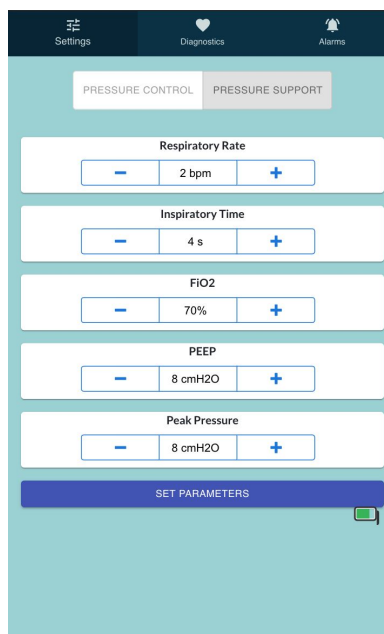 Settings
Diagnostics
Alarms
PRESSURE CONTROL
PRESSURE SUPPORT
Respiratory Rate
2 bpm
Inspiratory Time
4 s
FiO2
70%
PEEP
8 cmH2O
Peak Pressure
8 cmH2O
SET PARAMETERS